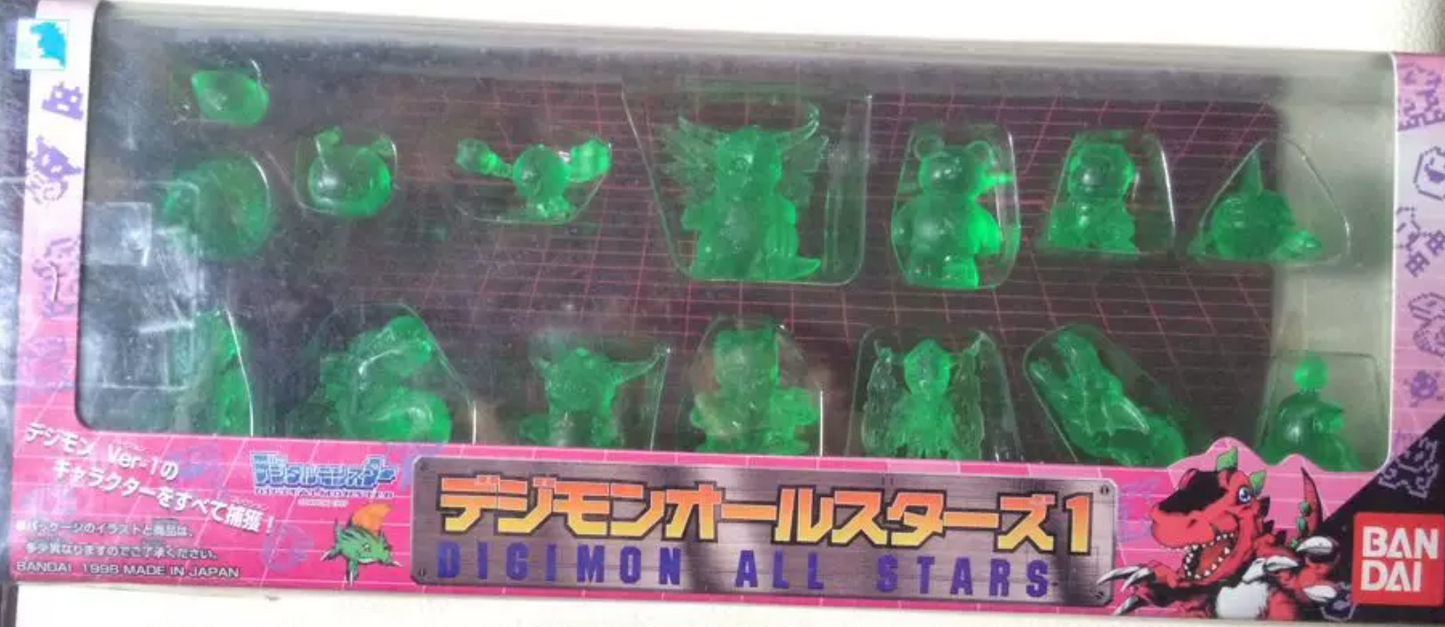 デジモン Ver-1の
キャラクターをすべて捕獲!
●パッケージのイラストと商品は、
多少異なりますのでご了承ください。
BANDAI 1998 MADE IN JAPAN
デジタルモンスター
デジモンオールスターズ1
DIGIMON ALL STARS
BAN
DAI